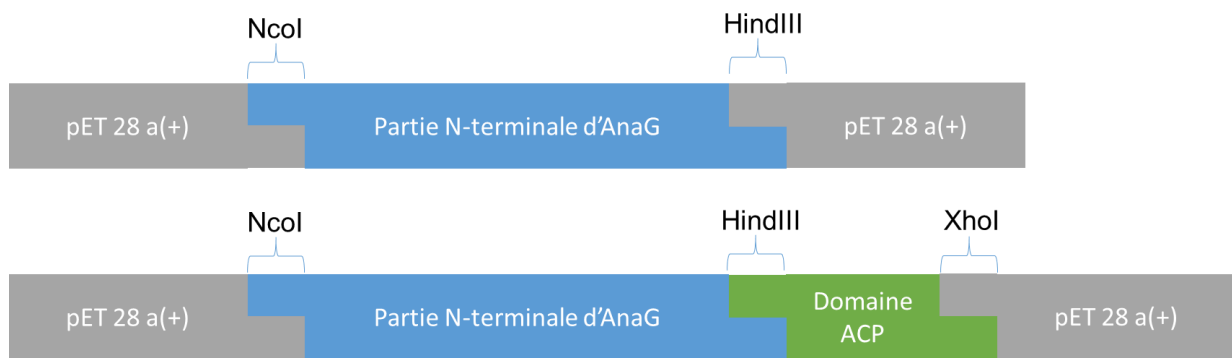 NcoI
HindIII
pET 28 a(+)
Partie N-terminale d’AnaG
pET 28 a(+)
NcoI
HindIII
XhoI
pET 28 a(+)
Partie N-terminale d’AnaG
Domaine
ACP
pET 28 a(+)